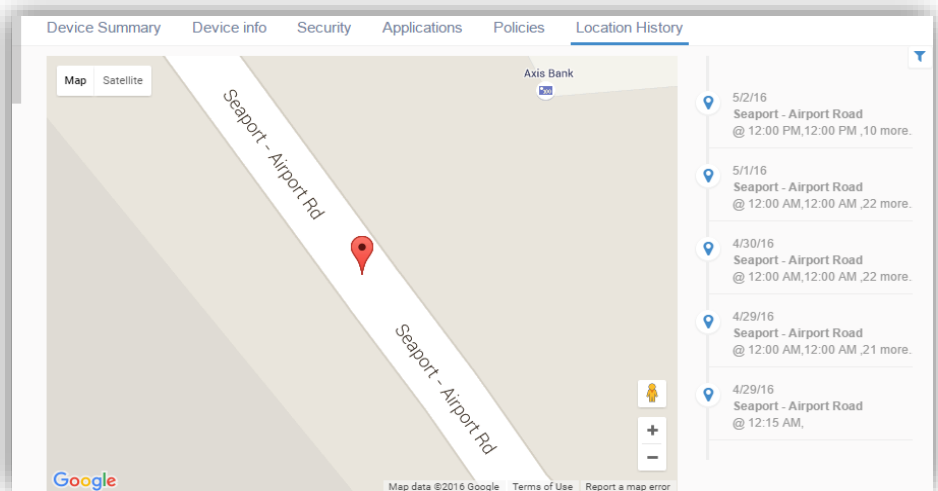 Device Summary Device info Security Applications Policies Location History
Map Satellite
Axis Bank
Seaport - Airport Rd
Seaport - Airport Rd
Google
Map data ©2016 Google Terms of Use Report a map error
5/2/16
Seaport - Airport Road
@ 12:00 PM,12:00 PM ,10 more.
5/1/16
Seaport - Airport Road
@ 12:00 AM,12:00 AM ,22 more.
4/30/16
Seaport - Airport Road
@ 12:00 AM,12:00 AM ,22 more.
4/29/16
Seaport - Airport Road
@ 12:00 AM,12:00 AM ,21 more.
4/29/16
Seaport - Airport Road
@ 12:15 AM,